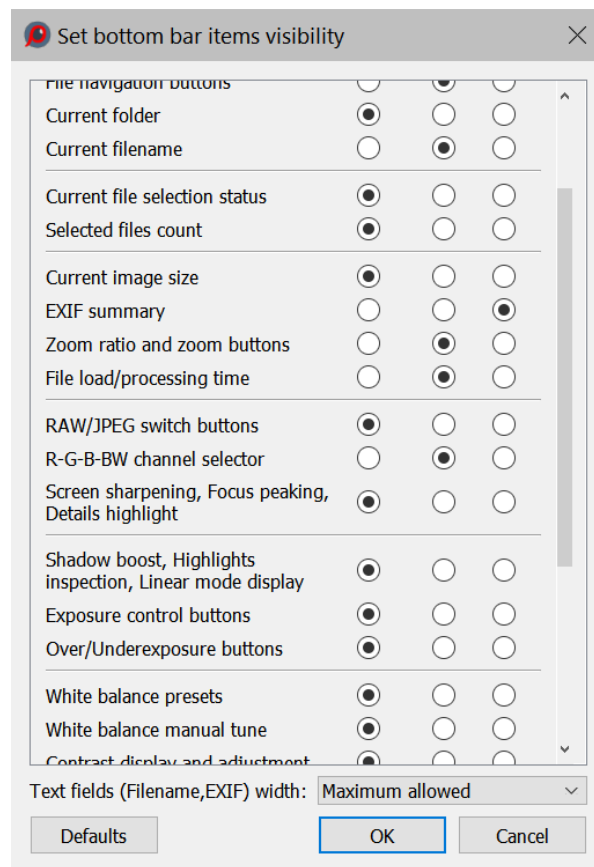 Set bottom bar items visibility
File navigation buttons
Current folder
Current filename
Current file selection status
Selected files count
Current image size
EXIF summary
Zoom ratio and zoom buttons
File load/processing time
RAW/JPEG switch buttons
R-G-B-BW channel selector
Screen sharpening, Focus peaking,
Details highlight
Shadow boost, Highlights
inspection, Linear mode display
Exposure control buttons
Over/Underexposure buttons
White balance presets
White balance manual tune
Contrast display and adjustment
Text fields (Filename,EXIF) width: Maximum allowed
Defaults OK Cancel